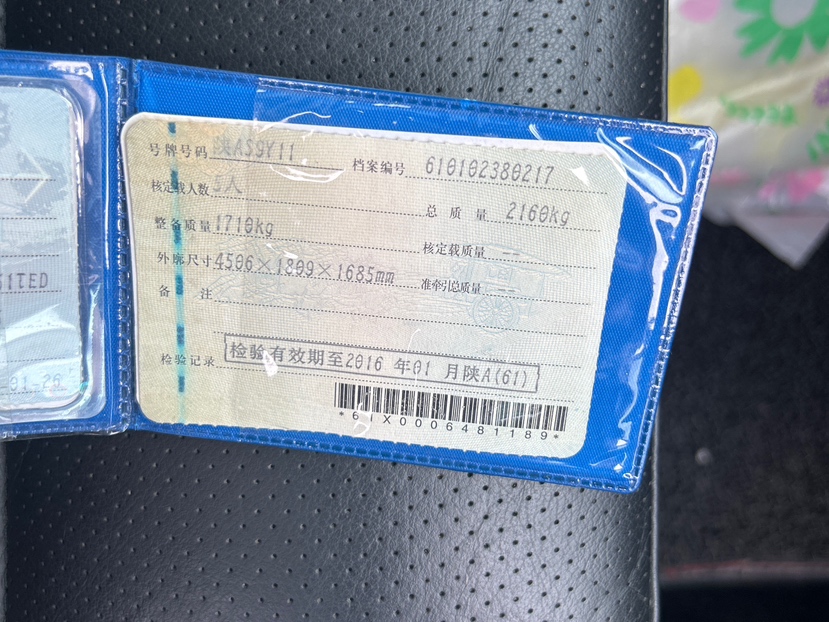 号牌号码 陕AS9Y11 档案编号 610102380217
核定载人数 5人 总质量 2160kg
整备质量 1710kg 核定载质量 --
外廓尺寸 4506×1809×1685mm 准牵引总质量 --
备注
检验记录 检验有效期至2016 年01 月陕A(61)
*61X0006481189*
01-26